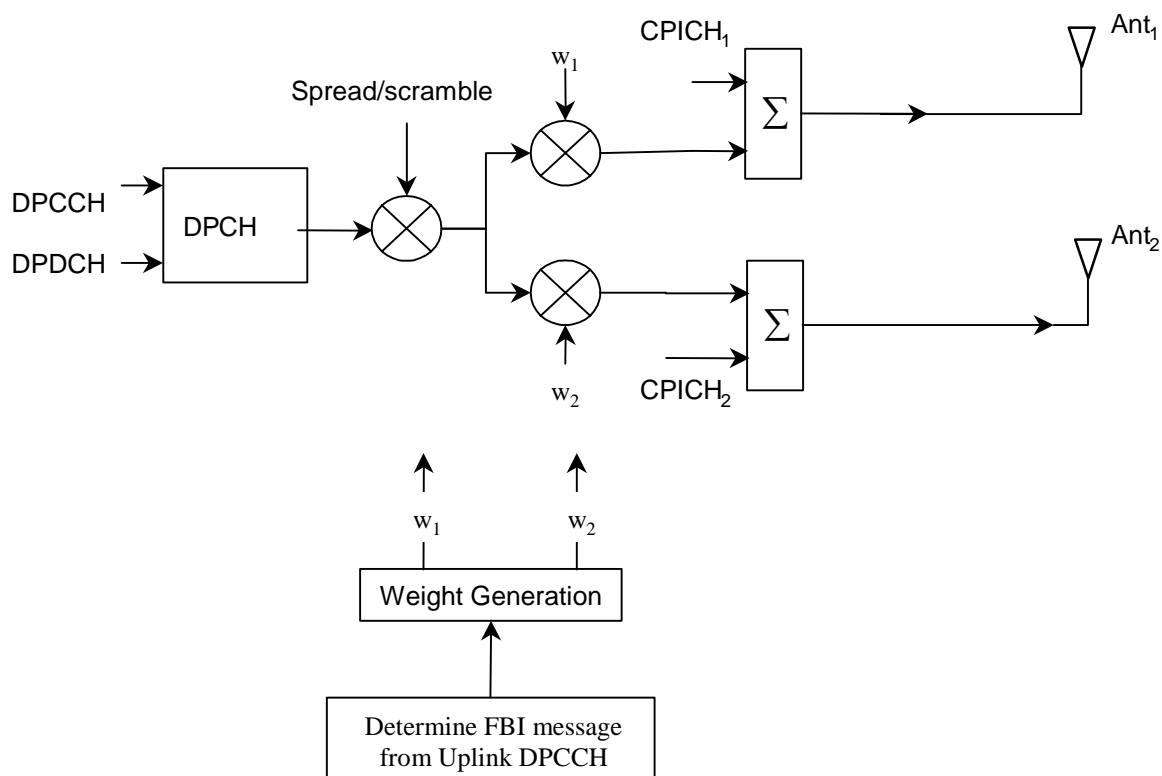 Ant1
CPICH1
w1
Spread/scramble
Σ
DPCCH
DPCH
DPDCH
Ant2
Σ
CPICH2
w2
w1
w2
Weight Generation
Determine FBI message
from Uplink DPCCH